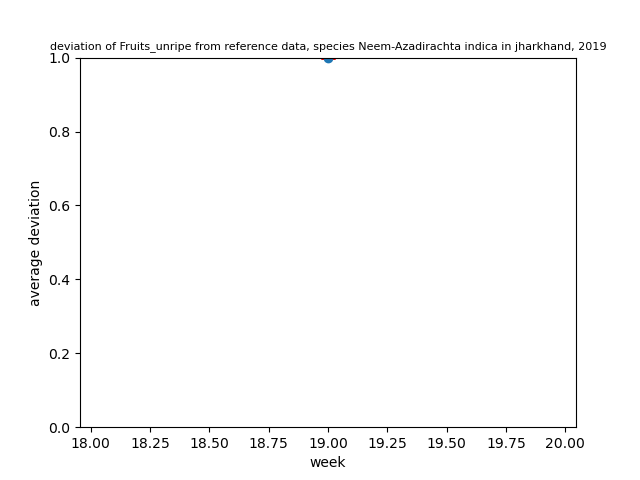 deviation of Fruits_unripe from reference data, species Neem-Azadirachta indica in jharkhand, 2019
1.0
0.8
0.6
0.4
0.2
0.0
average deviation
18.00 18.25 18.50 18.75 19.00 19.25 19.50 19.75 20.00
week